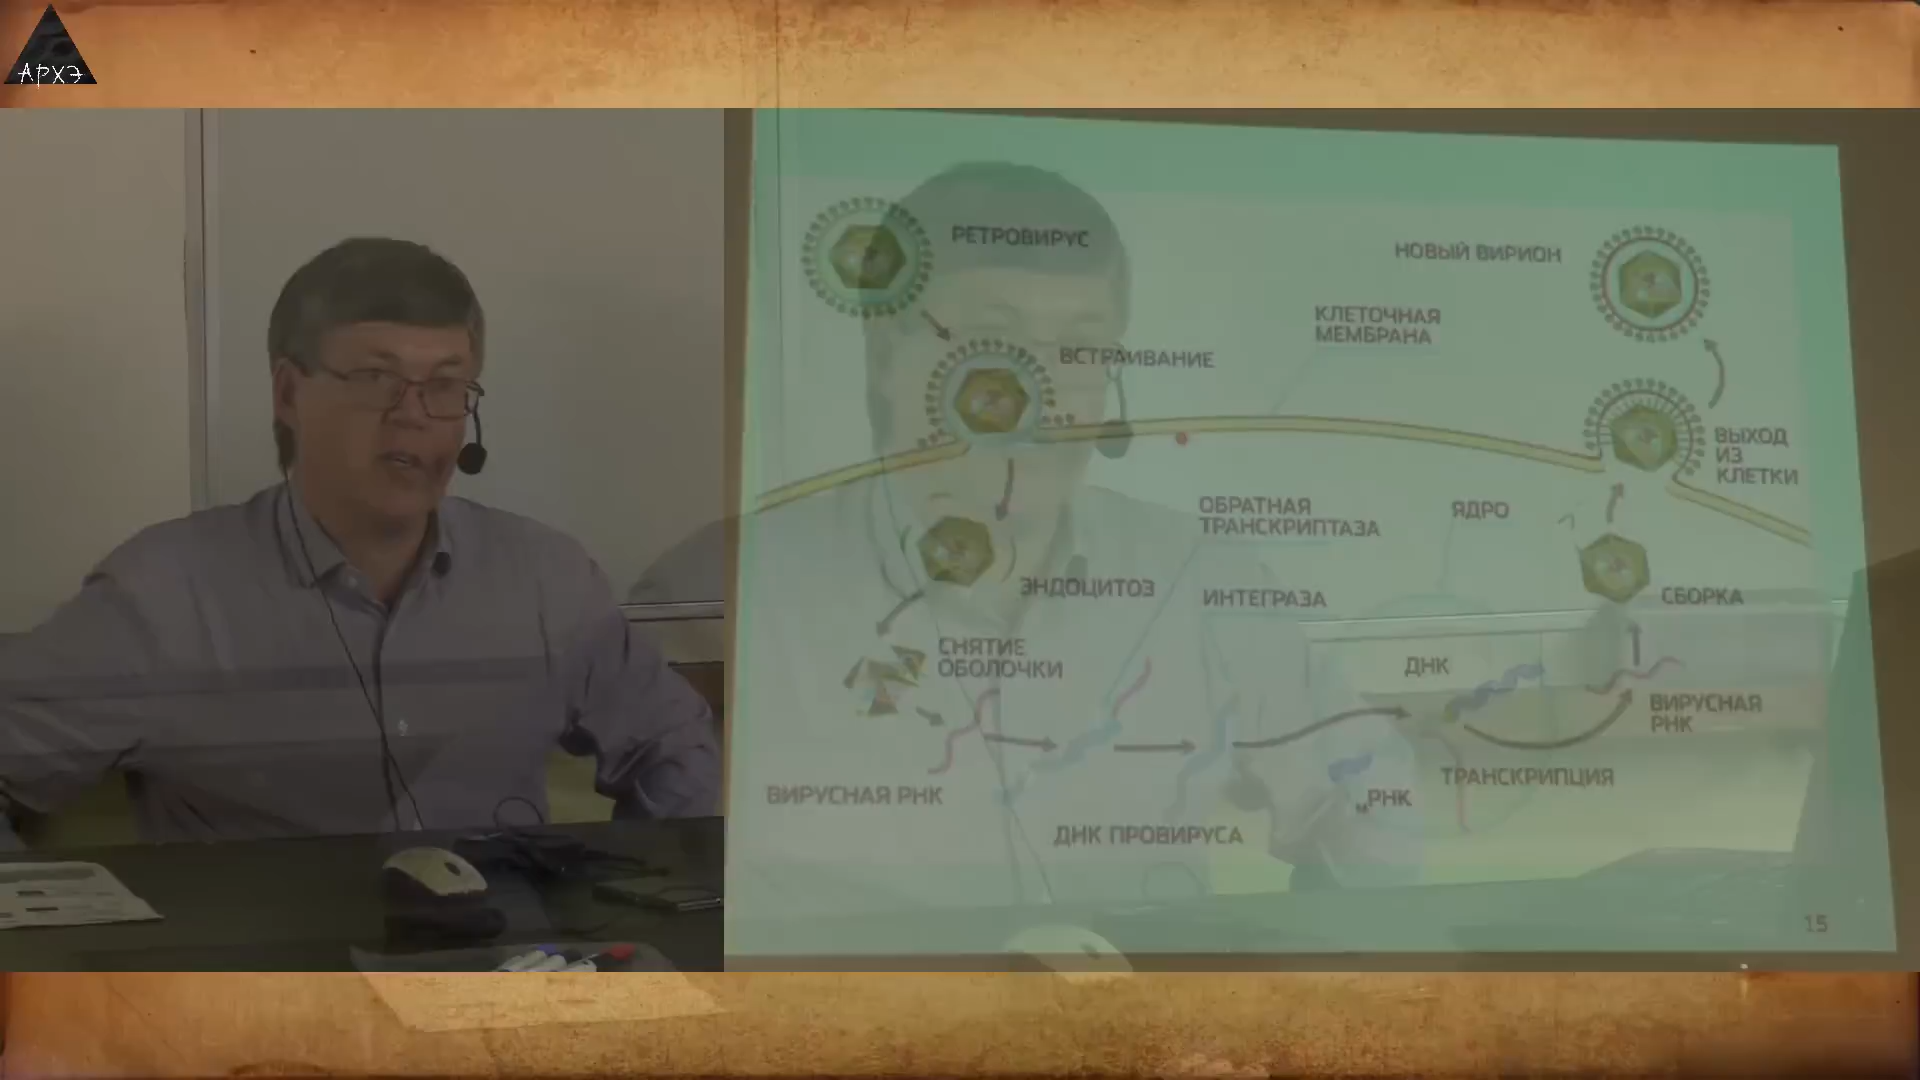 АРХЭ
РЕТРОВИРУС
НОВЫЙ ВИРИОН
КЛЕТОЧНАЯ
МЕМБРАНА
ВСТРАИВАНИЕ
ВЫХОД
ИЗ
КЛЕТКИ
ОБРАТНАЯ
ТРАНСКРИПТАЗА
ЯДРО
ЭНДОЦИТОЗ
ИНТЕГРАЗА
СБОРКА
СНЯТИЕ
ОБОЛОЧКИ
ДНК
ВИРУСНАЯ
РНК
ВИРУСНАЯ РНК
мРНК
ТРАНСКРИПЦИЯ
ДНК ПРОВИРУСА
15